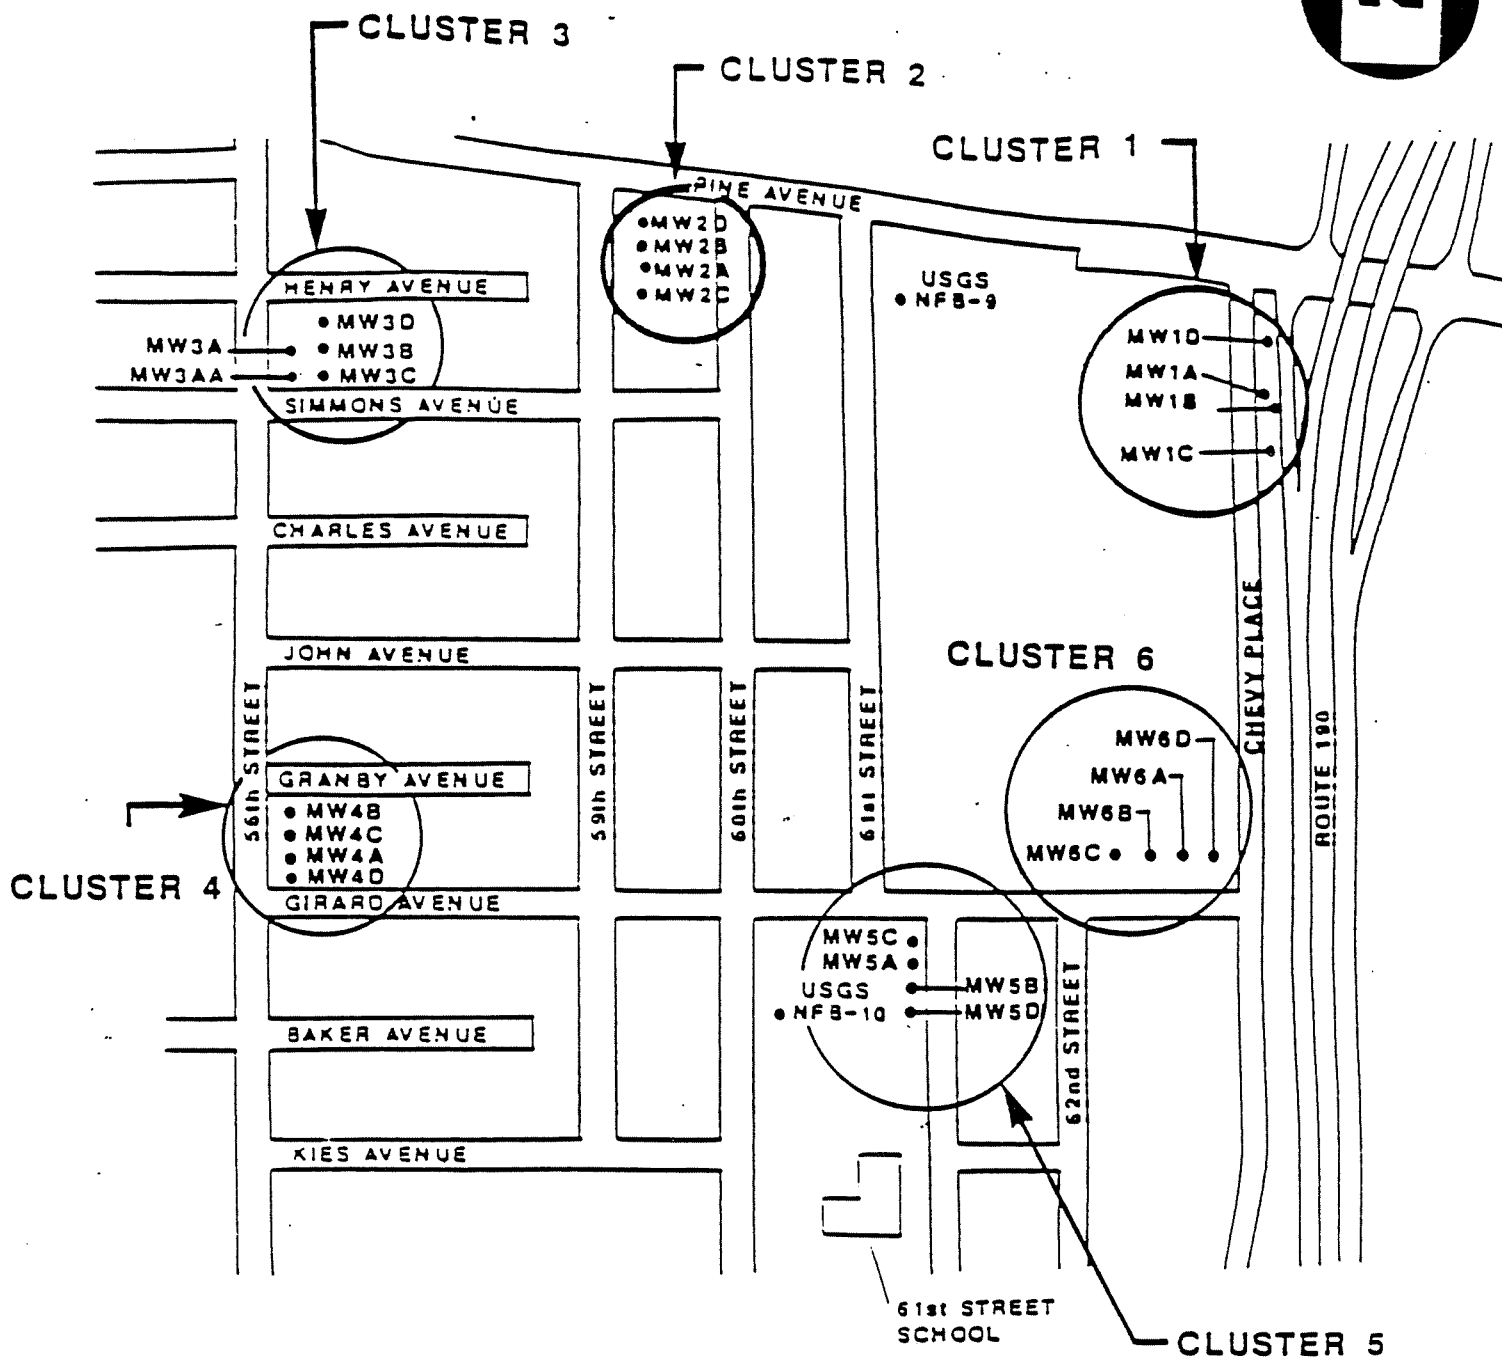 CLUSTER 3
CLUSTER 2
CLUSTER 1
PINE AVENUE
MW2D
MW2B
MW2A
MW2C
USGS
NFB-9
HENRY AVENUE
MW3D
MW3A
MW3B
MW3AA
MW3C
SIMMONS AVENUE
MW1D
MW1A
MW1B
MW1C
CHARLES AVENUE
JOHN AVENUE
CLUSTER 6
CHEVY PLACE
56th STREET
59th STREET
60th STREET
61st STREET
ROUTE 190
MW6D
MW6A
MW6B
MW6C
GRANBY AVENUE
MW4B
MW4C
MW4A
MW4D
CLUSTER 4
GIRARD AVENUE
MW5C
MW5A
USGS
NFB-10
MW5B
MW5D
62nd STREET
BAKER AVENUE
KIES AVENUE
61st STREET
SCHOOL
CLUSTER 5